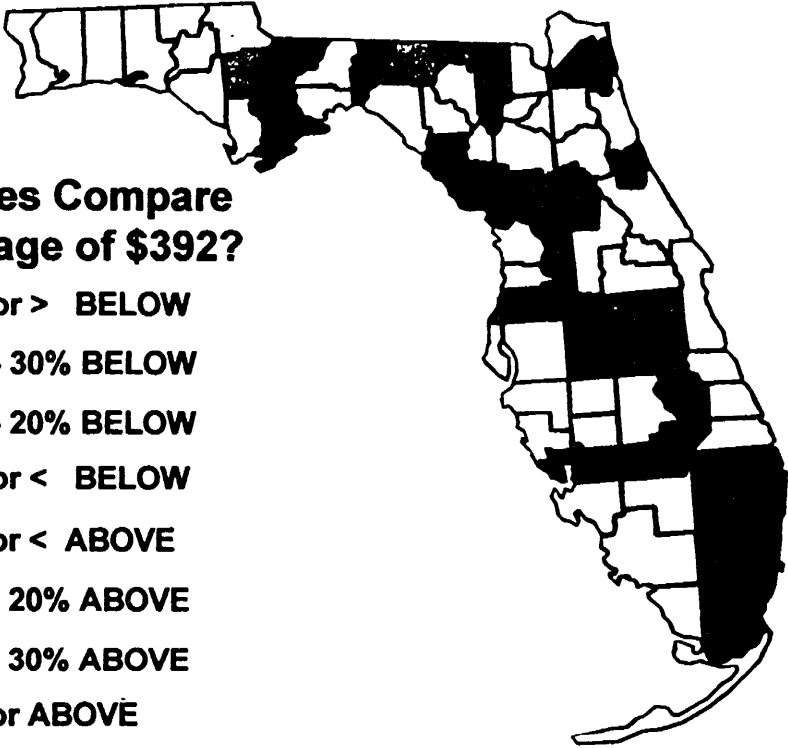 es Compare
age of $392?
or > BELOW
- 30% BELOW
- 20% BELOW
or < BELOW
or < ABOVE
20% ABOVE
30% ABOVE
or ABOVE